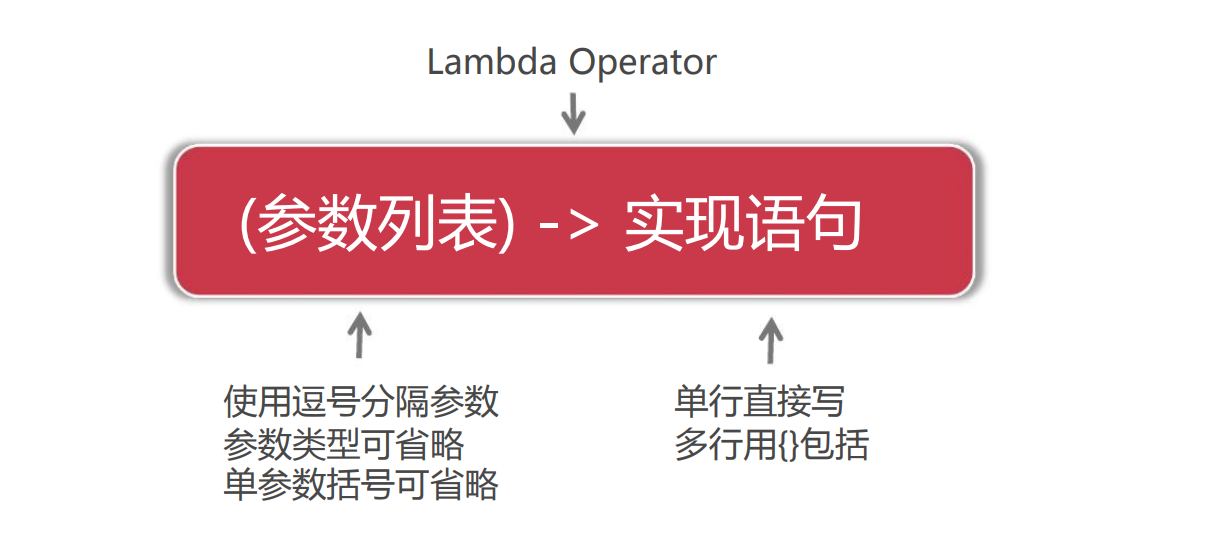 Lambda Operator
(参数列表) -> 实现语句
使用逗号分隔参数
参数类型可省略
单参数括号可省略
单行直接写
多行用{}包括